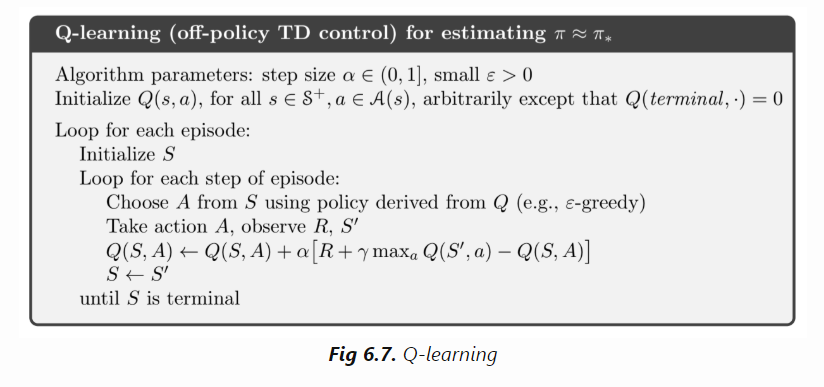 Q-learning (off-policy TD control) for estimating π ≈ π*
Algorithm parameters: step size α ∈ (0, 1], small ε > 0
Initialize Q(s, a), for all s ∈ 𝒮⁺, a ∈ 𝒜(s), arbitrarily except that Q(terminal, ·) = 0
Loop for each episode:
Initialize S
Loop for each step of episode:
Choose A from S using policy derived from Q (e.g., ε-greedy)
Take action A, observe R, S′
Q(S, A) ← Q(S, A) + α[R + γ maxₐ Q(S′, a) − Q(S, A)]
S ← S′
until S is terminal
Fig 6.7. Q-learning